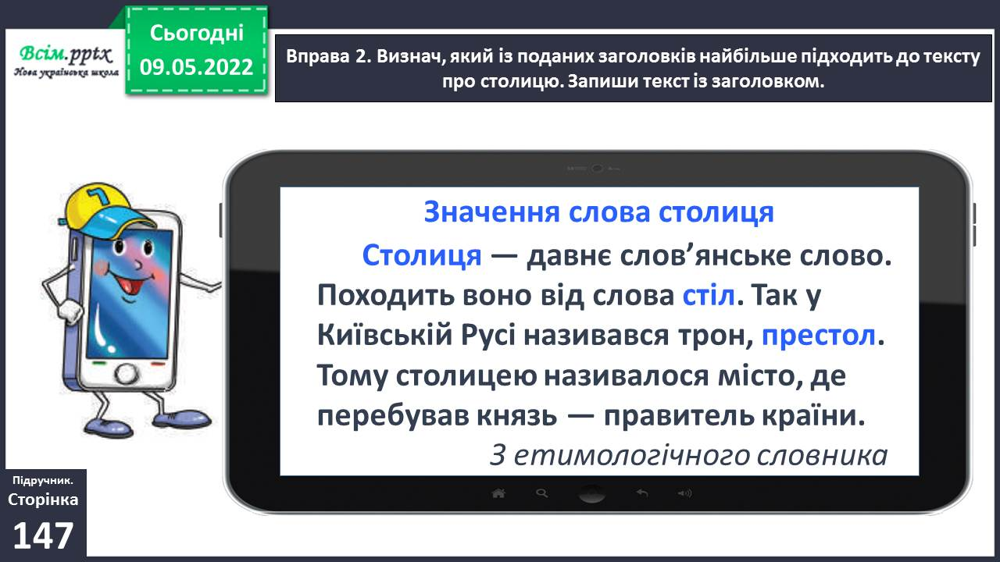 Всім.pptx
Нова українська школа
Сьогодні
09.05.2022
Вправа 2. Визнач, який із поданих заголовків найбільше підходить до тексту
про столицю. Запиши текст із заголовком.
Значення слова столиця
Столиця — давнє слов’янське слово.
Походить воно від слова стіл. Так у
Київській Русі називався трон, престол.
Тому столицею називалося місто, де
перебував князь — правитель країни.
З етимологічного словника
Підручник.
Сторінка
147